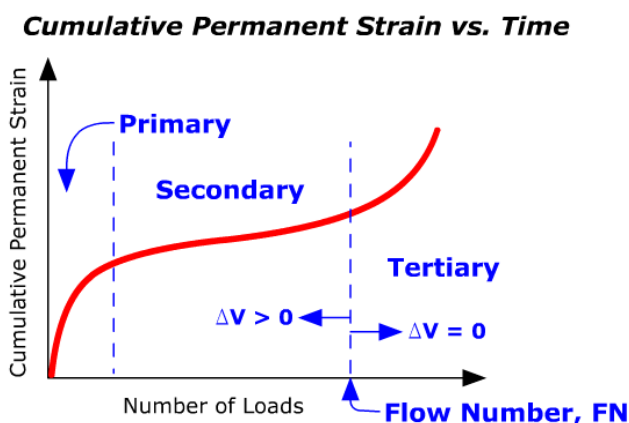 Cumulative Permanent Strain vs. Time
Cumulative Permanent Strain
Primary
Secondary
Tertiary
ΔV > 0
ΔV = 0
Number of Loads
Flow Number, FN